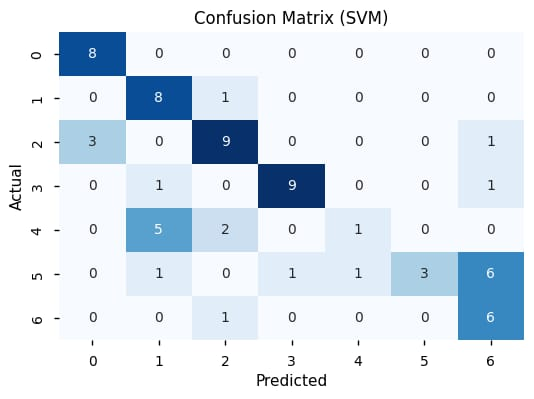 Confusion Matrix (SVM)
Actual
0 8 0 0 0 0 0 0
1 0 8 1 0 0 0 0
2 3 0 9 0 0 0 1
3 0 1 0 9 0 0 1
4 0 5 2 0 1 0 0
5 0 1 0 1 1 3 6
6 0 0 1 0 0 0 6
0 1 2 3 4 5 6
Predicted